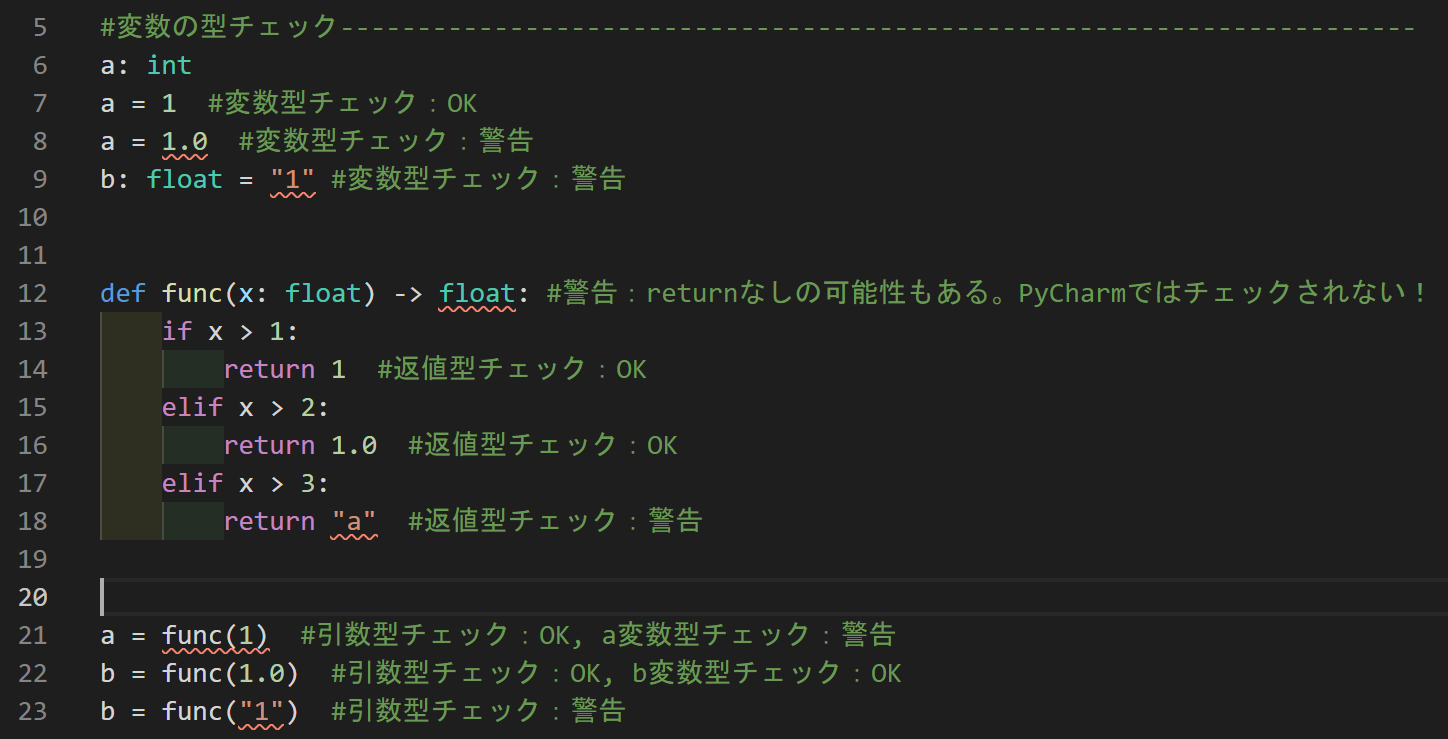 5 #変数の型チェック----------------------------------------------------------------------
6 a: int
7 a = 1  #変数型チェック：OK
8 a = 1.0  #変数型チェック：警告
9 b: float = "1" #変数型チェック：警告
10
11
12 def func(x: float) -> float: #警告：returnなしの可能性もある。PyCharmではチェックされない！
13     if x > 1:
14         return 1  #返値型チェック：OK
15     elif x > 2:
16         return 1.0  #返値型チェック：OK
17     elif x > 3:
18         return "a"  #返値型チェック：警告
19
20
21 a = func(1)  #引数型チェック：OK, a変数型チェック：警告
22 b = func(1.0)  #引数型チェック：OK, b変数型チェック：OK
23 b = func("1")  #引数型チェック：警告